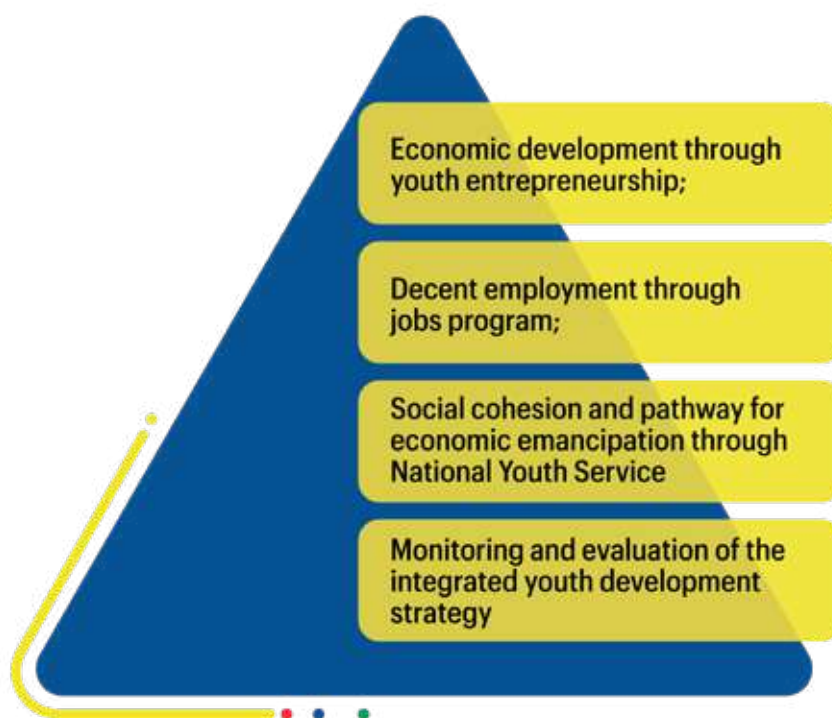 Economic development through
youth entrepreneurship;
Decent employment through
jobs program;
Social cohesion and pathway for
economic emancipation through
National Youth Service
Monitoring and evaluation of the
integrated youth development
strategy